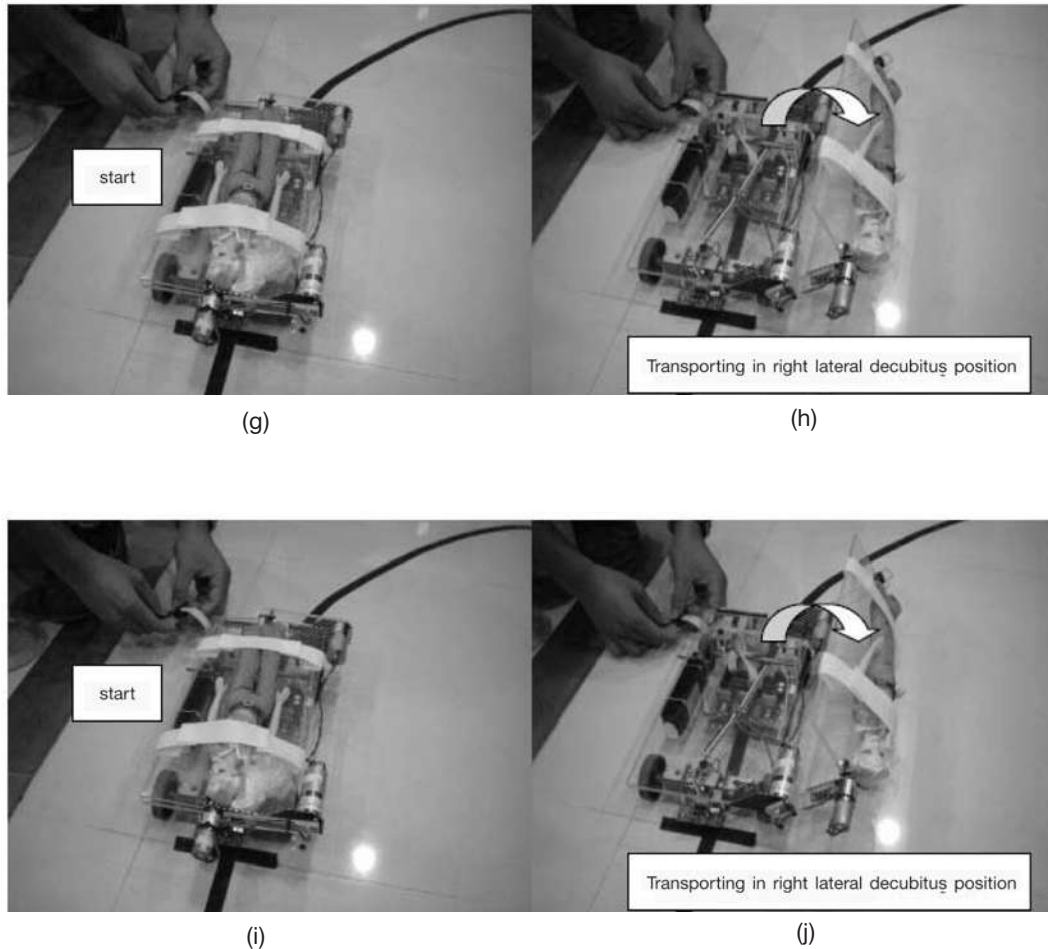 start
Transporting in right lateral decubitus position
(g)
(h)
start
Transporting in right lateral decubitus position
(i)
(j)